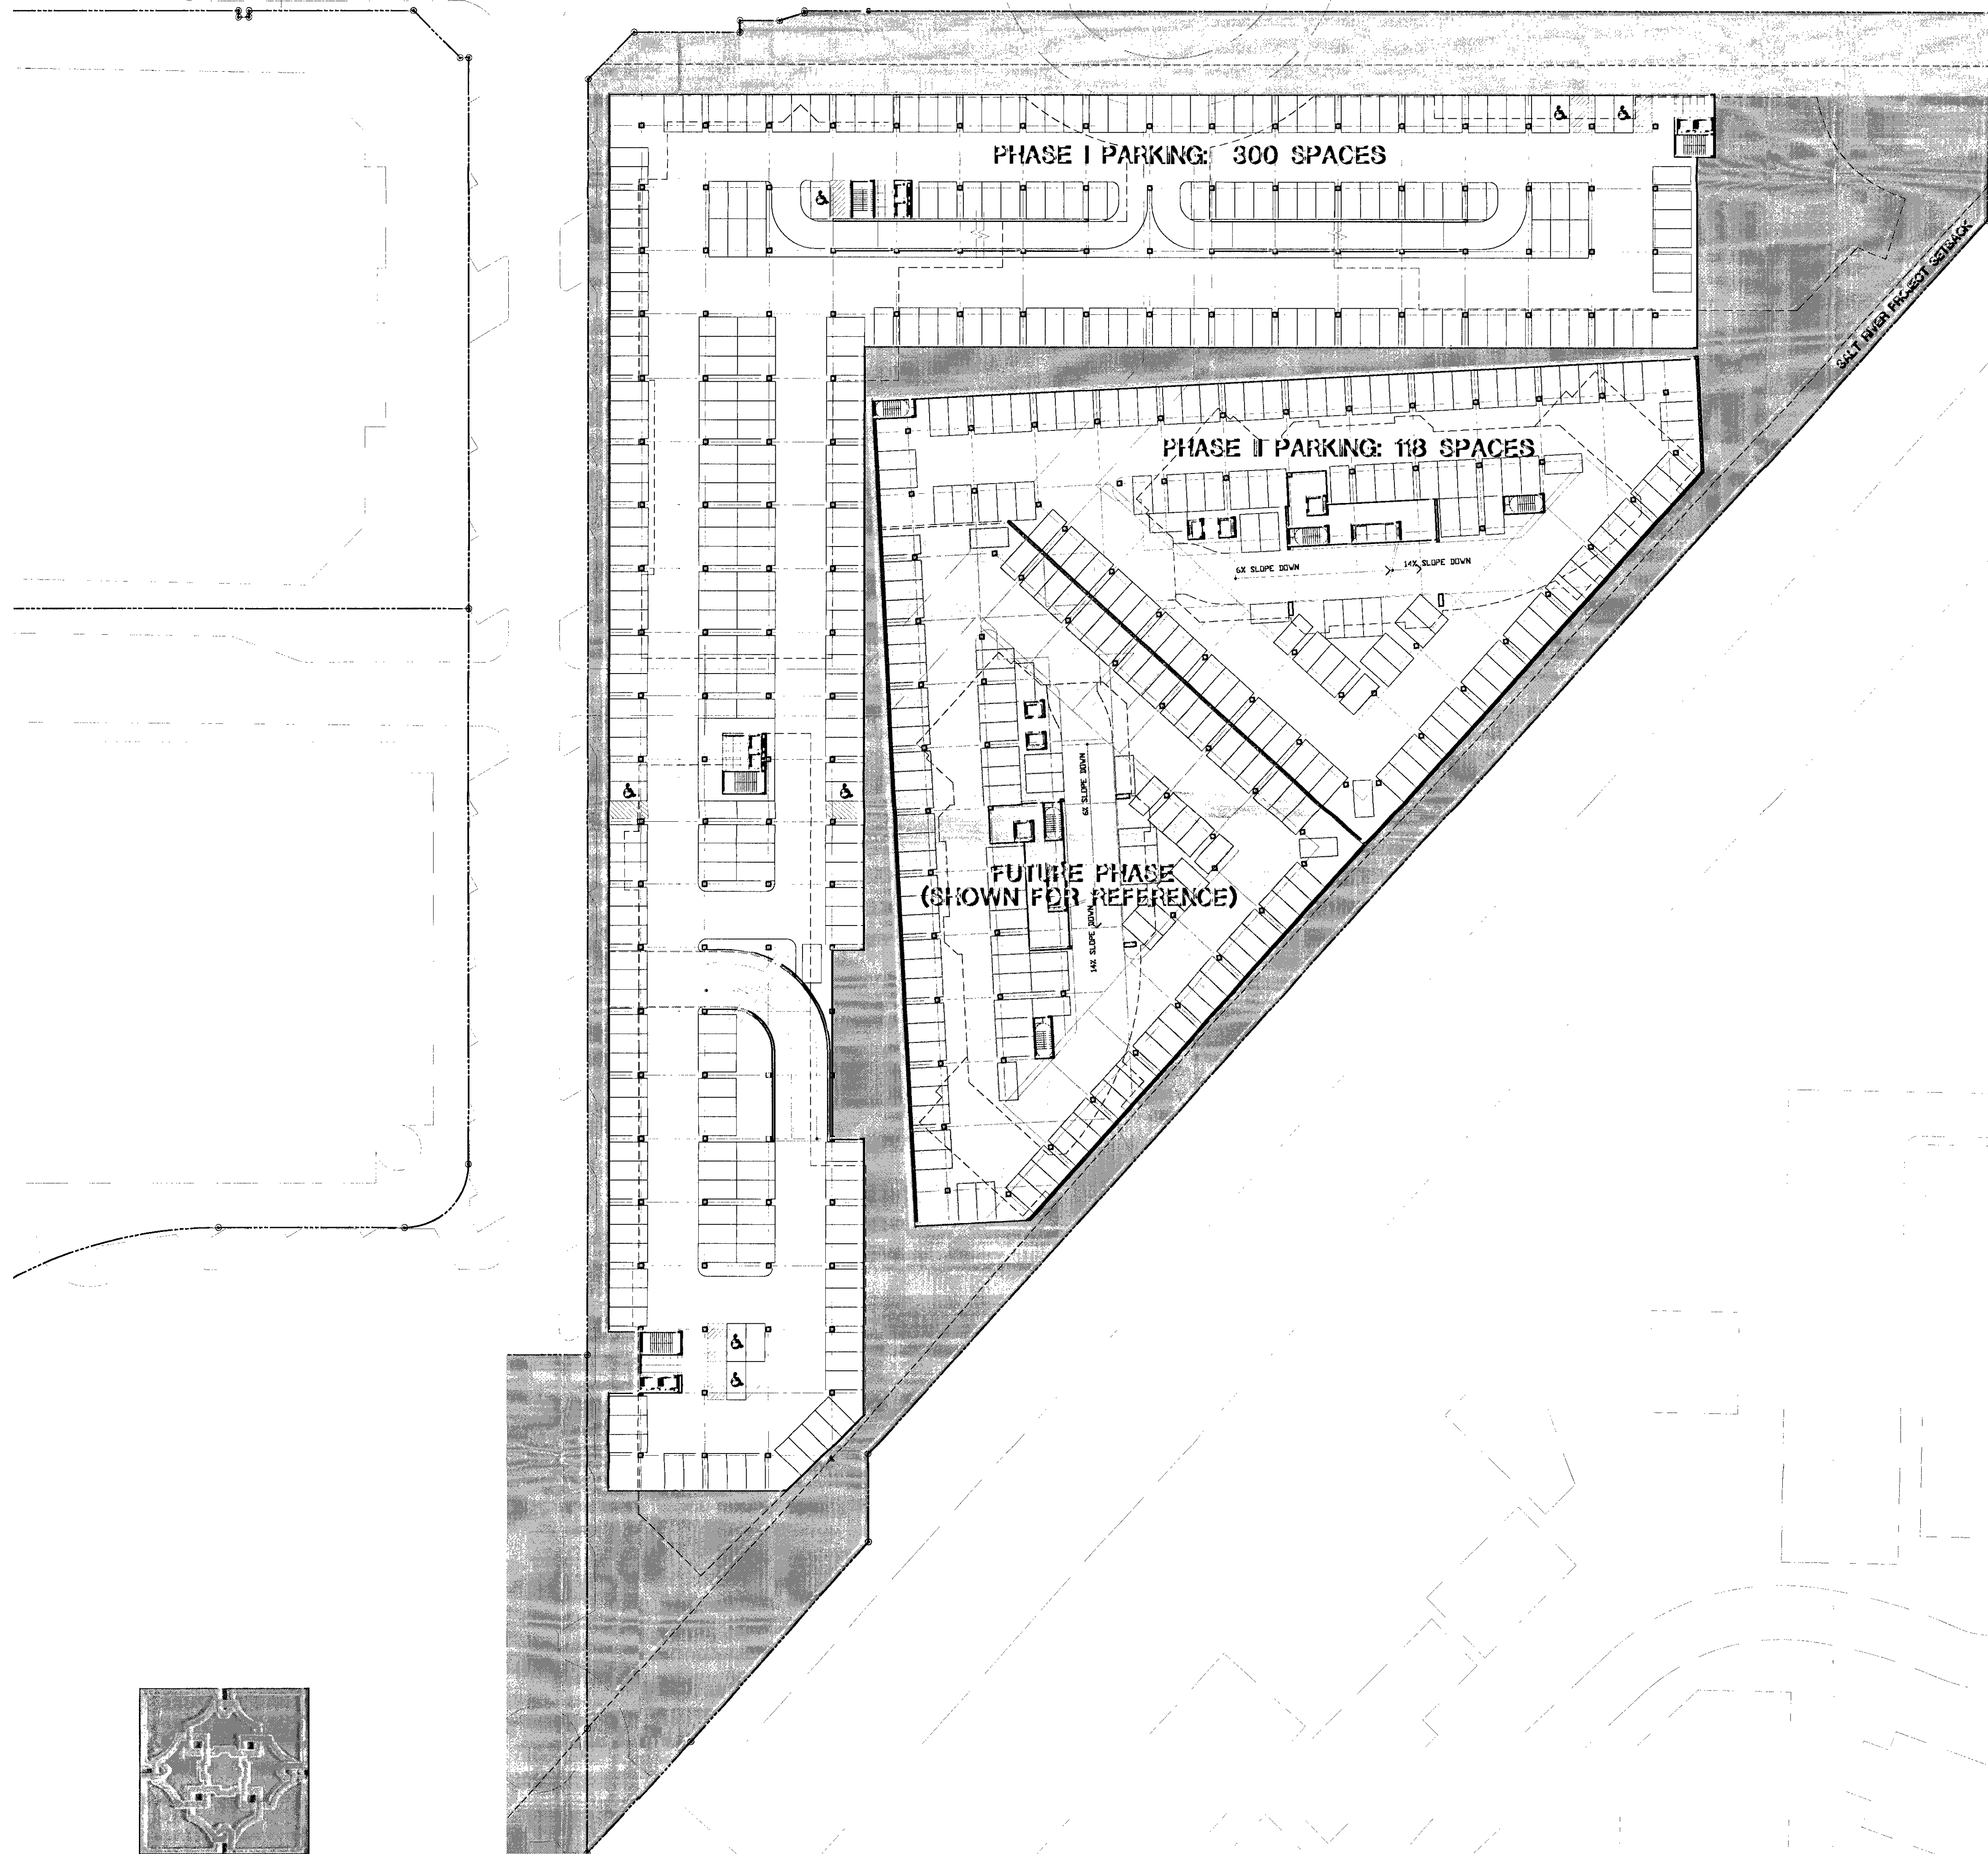 PHASE I PARKING: 300 SPACES
SALT RIVER PROJECT SETBACK
PHASE II PARKING: 118 SPACES
6% SLOPE DOWN
14% SLOPE DOWN
6% SLOPE DOWN
FUTURE PHASE
(SHOWN FOR REFERENCE)
14% SLOPE DOWN